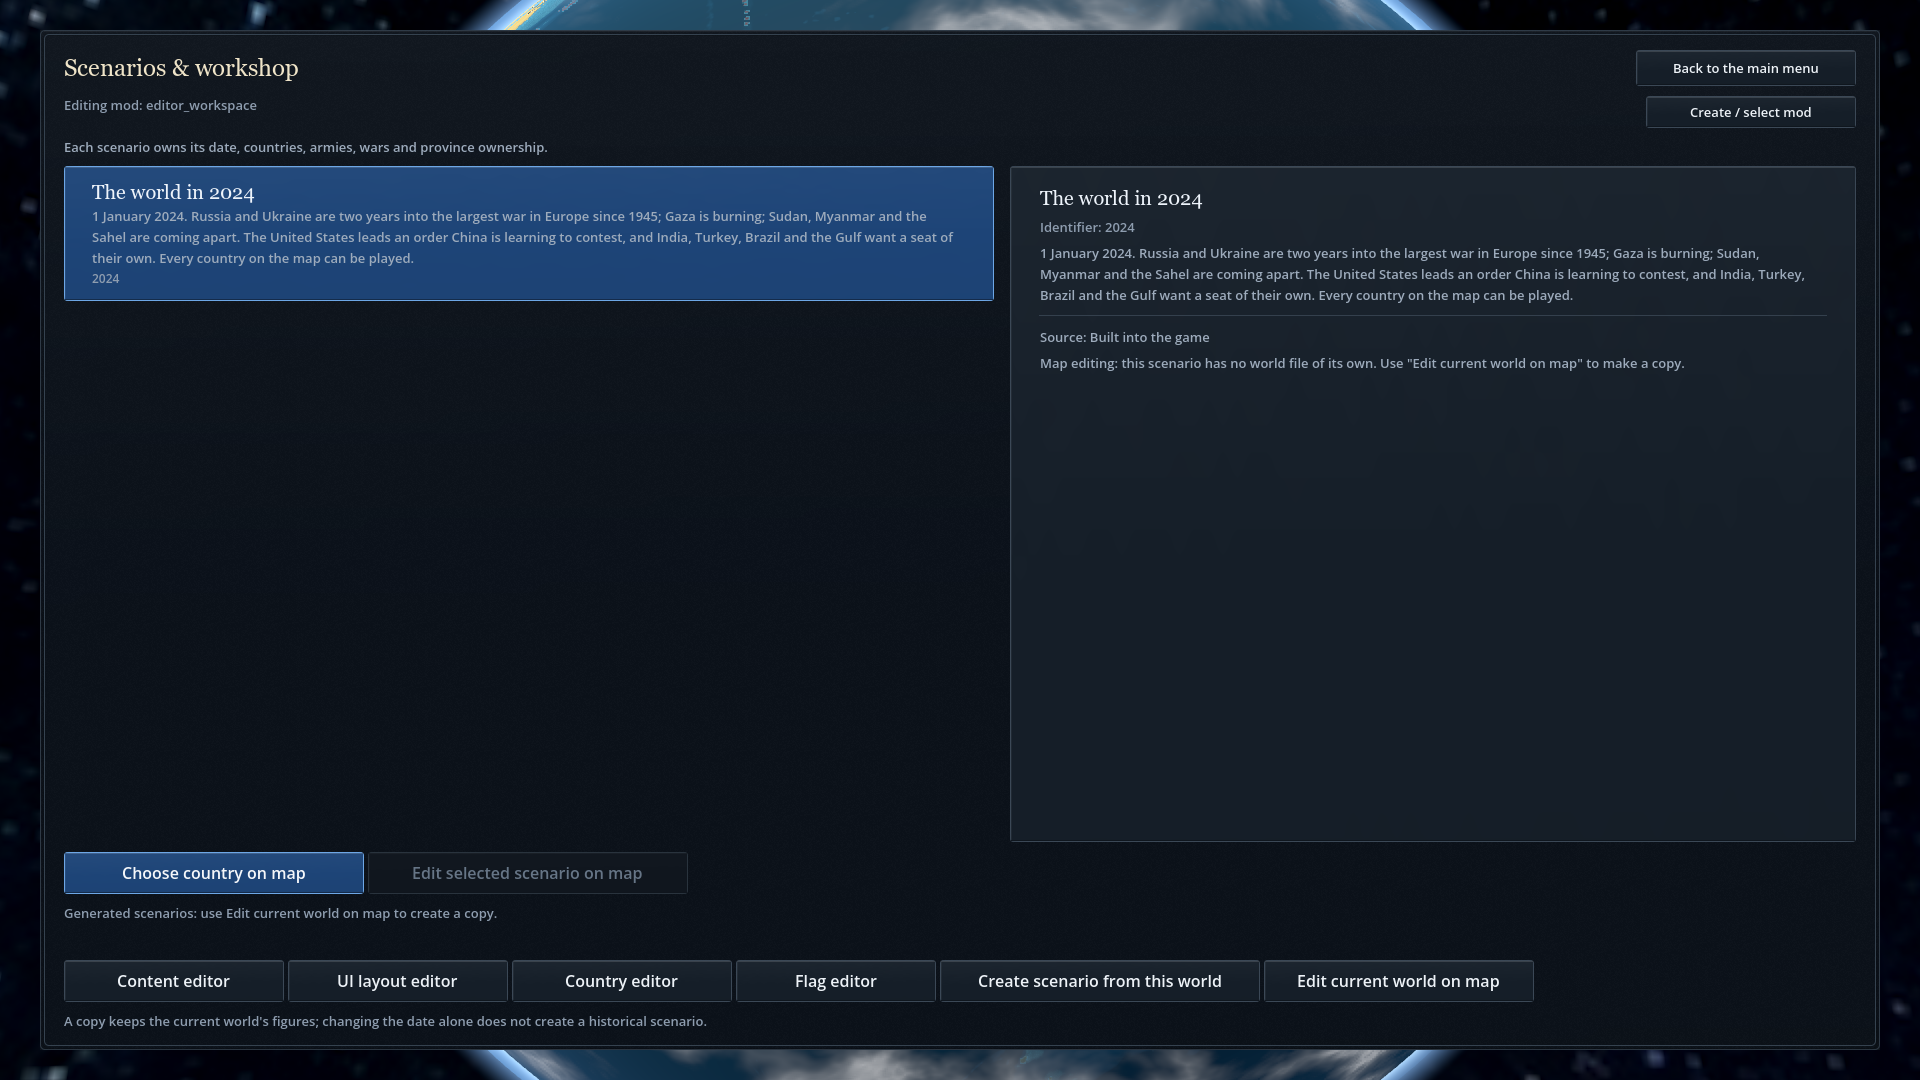 Scenarios & workshop
Back to the main menu
Editing mod: editor_workspace
Create / select mod
Each scenario owns its date, countries, armies, wars and province ownership.
The world in 2024
1 January 2024. Russia and Ukraine are two years into the largest war in Europe since 1945; Gaza is burning; Sudan, Myanmar and the
Sahel are coming apart. The United States leads an order China is learning to contest, and India, Turkey, Brazil and the Gulf want a seat of
their own. Every country on the map can be played.
2024
The world in 2024
Identifier: 2024
1 January 2024. Russia and Ukraine are two years into the largest war in Europe since 1945; Gaza is burning; Sudan,
Myanmar and the Sahel are coming apart. The United States leads an order China is learning to contest, and India, Turkey,
Brazil and the Gulf want a seat of their own. Every country on the map can be played.
Source: Built into the game
Map editing: this scenario has no world file of its own. Use "Edit current world on map" to make a copy.
Choose country on map
Edit selected scenario on map
Generated scenarios: use Edit current world on map to create a copy.
Content editor
UI layout editor
Country editor
Flag editor
Create scenario from this world
Edit current world on map
A copy keeps the current world's figures; changing the date alone does not create a historical scenario.